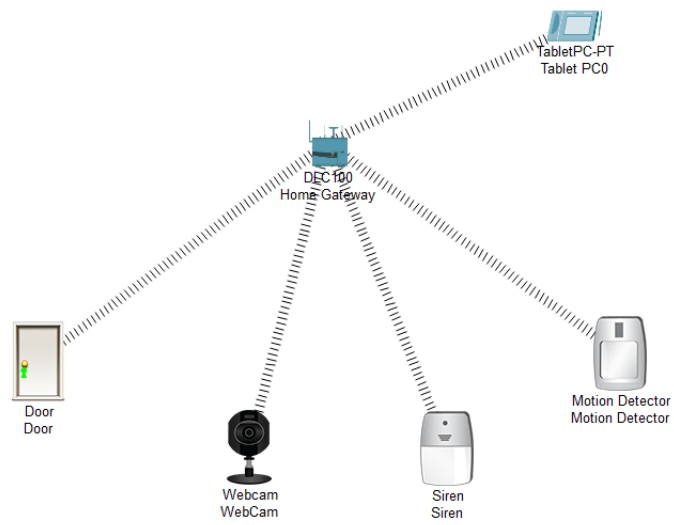 TabletPC-PT
Tablet PC0
DLC100
Home Gateway
Door
Door
Motion Detector
Motion Detector
Webcam
WebCam
Siren
Siren